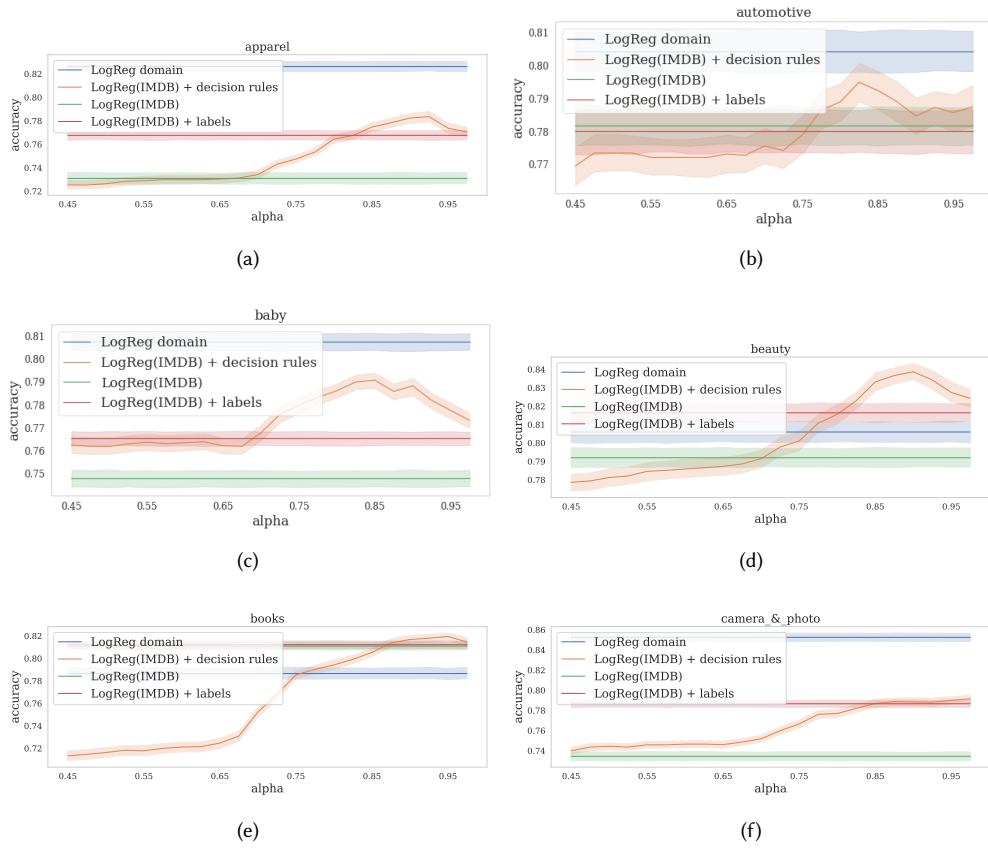 apparel
accuracy
0.82
0.80
0.78
0.76
0.74
0.72
LogReg domain
LogReg(IMDB) + decision rules
LogReg(IMDB)
LogReg(IMDB) + labels
0.45 0.55 0.65 0.75 0.85 0.95
alpha
(a)
automotive
accuracy
0.81
0.80
0.79
0.78
0.77
LogReg domain
LogReg(IMDB) + decision rules
LogReg(IMDB)
LogReg(IMDB) + labels
0.45 0.55 0.65 0.75 0.85 0.95
alpha
(b)
baby
accuracy
0.81
0.80
0.79
0.78
0.77
0.76
0.75
LogReg domain
LogReg(IMDB) + decision rules
LogReg(IMDB)
LogReg(IMDB) + labels
0.45 0.55 0.65 0.75 0.85 0.95
alpha
(c)
beauty
accuracy
0.84
0.83
0.82
0.81
0.80
0.79
0.78
LogReg domain
LogReg(IMDB) + decision rules
LogReg(IMDB)
LogReg(IMDB) + labels
0.45 0.55 0.65 0.75 0.85 0.95
alpha
(d)
books
accuracy
0.82
0.80
0.78
0.76
0.74
0.72
LogReg domain
LogReg(IMDB) + decision rules
LogReg(IMDB)
LogReg(IMDB) + labels
0.45 0.55 0.65 0.75 0.85 0.95
alpha
(e)
camera_&_photo
accuracy
0.86
0.84
0.82
0.80
0.78
0.76
0.74
LogReg domain
LogReg(IMDB) + decision rules
LogReg(IMDB)
LogReg(IMDB) + labels
0.45 0.55 0.65 0.75 0.85 0.95
alpha
(f)